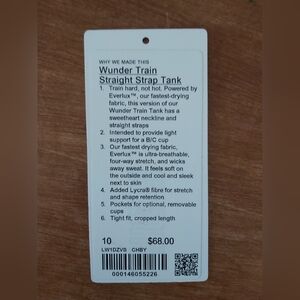 WHY WE MADE THIS
Wunder Train
Straight Strap Tank
1. Train hard, not hot. Powered by
Everlux™, our fastest-drying
fabric, this version of our
Wunder Train Tank has a
sweetheart neckline and
straight straps
2. Intended to provide light
support for a B/C cup
3. Our fastest drying fabric,
Everlux™ is ultra-breathable,
four-way stretch, and wicks
away sweat. It feels soft on
the outside and cool and sleek
next to skin
4. Added Lycra® fibre for stretch
and shape retention
5. Pockets for optional, removable
cups
6. Tight fit, cropped length
10 $68.00
LW1DZVS CHBY
000146055226